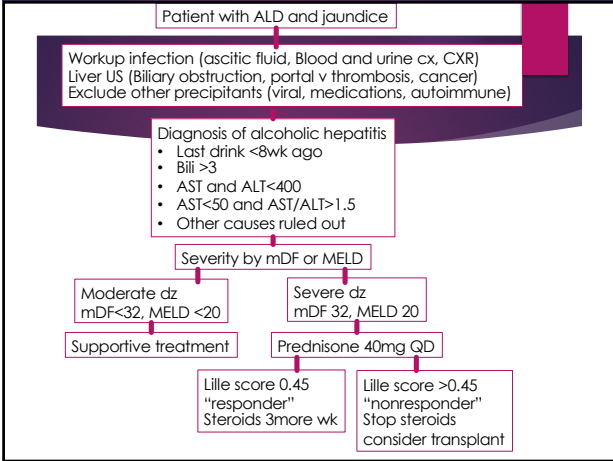 Patient with ALD and jaundice
Workup infection (ascitic fluid, Blood and urine cx, CXR)
Liver US (Biliary obstruction, portal v thrombosis, cancer)
Exclude other precipitants (viral, medications, autoimmune)
Diagnosis of alcoholic hepatitis
• Last drink <8wk ago
• Bili >3
• AST and ALT<400
• AST<50 and AST/ALT>1.5
• Other causes ruled out
Severity by mDF or MELD
Moderate dz
mDF<32, MELD <20
Severe dz
mDF 32, MELD 20
Supportive treatment
Prednisone 40mg QD
Lille score 0.45
“responder”
Steroids 3more wk
Lille score >0.45
“nonresponder”
Stop steroids
consider transplant